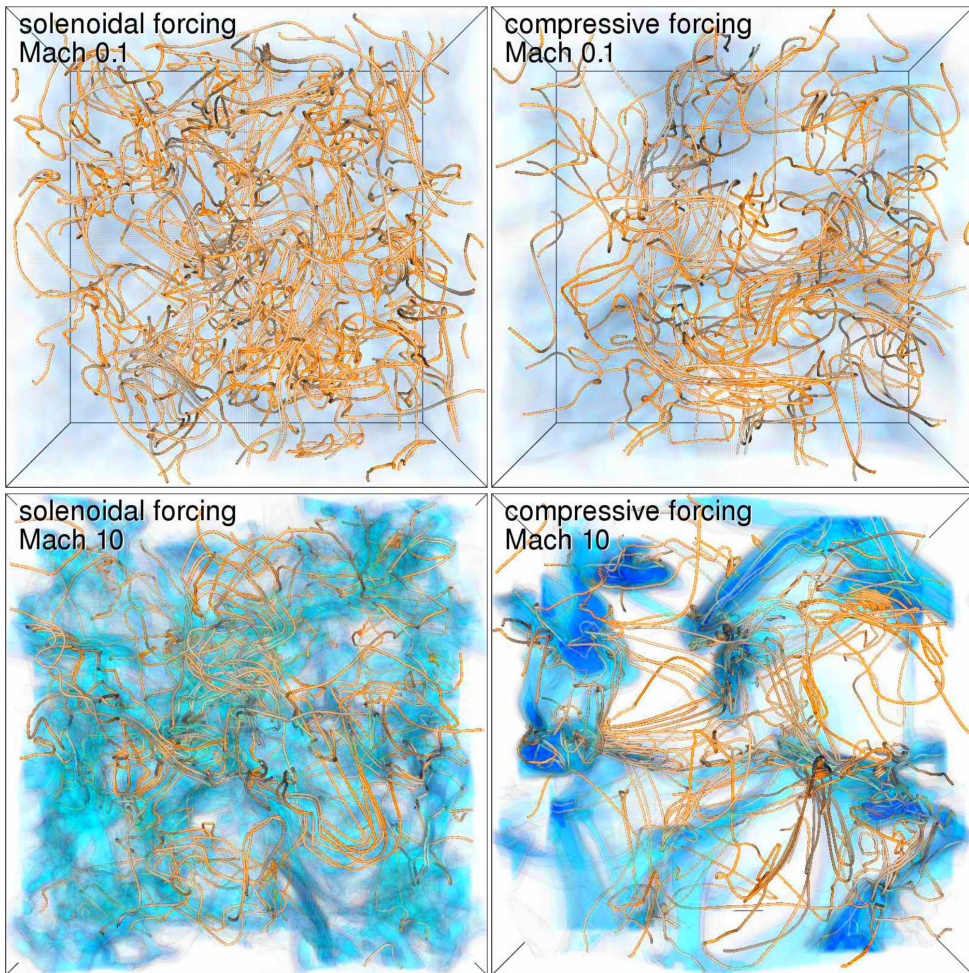 solenoidal forcing
Mach 0.1
compressive forcing
Mach 0.1
solenoidal forcing
Mach 10
compressive forcing
Mach 10